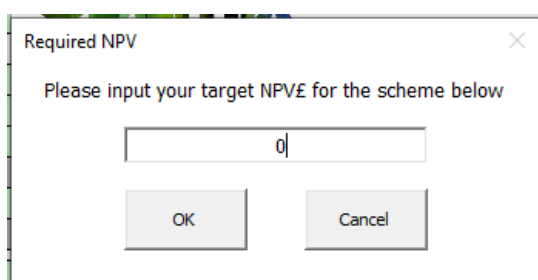 Required NPV
Please input your target NPV£ for the scheme below
0
OK Cancel